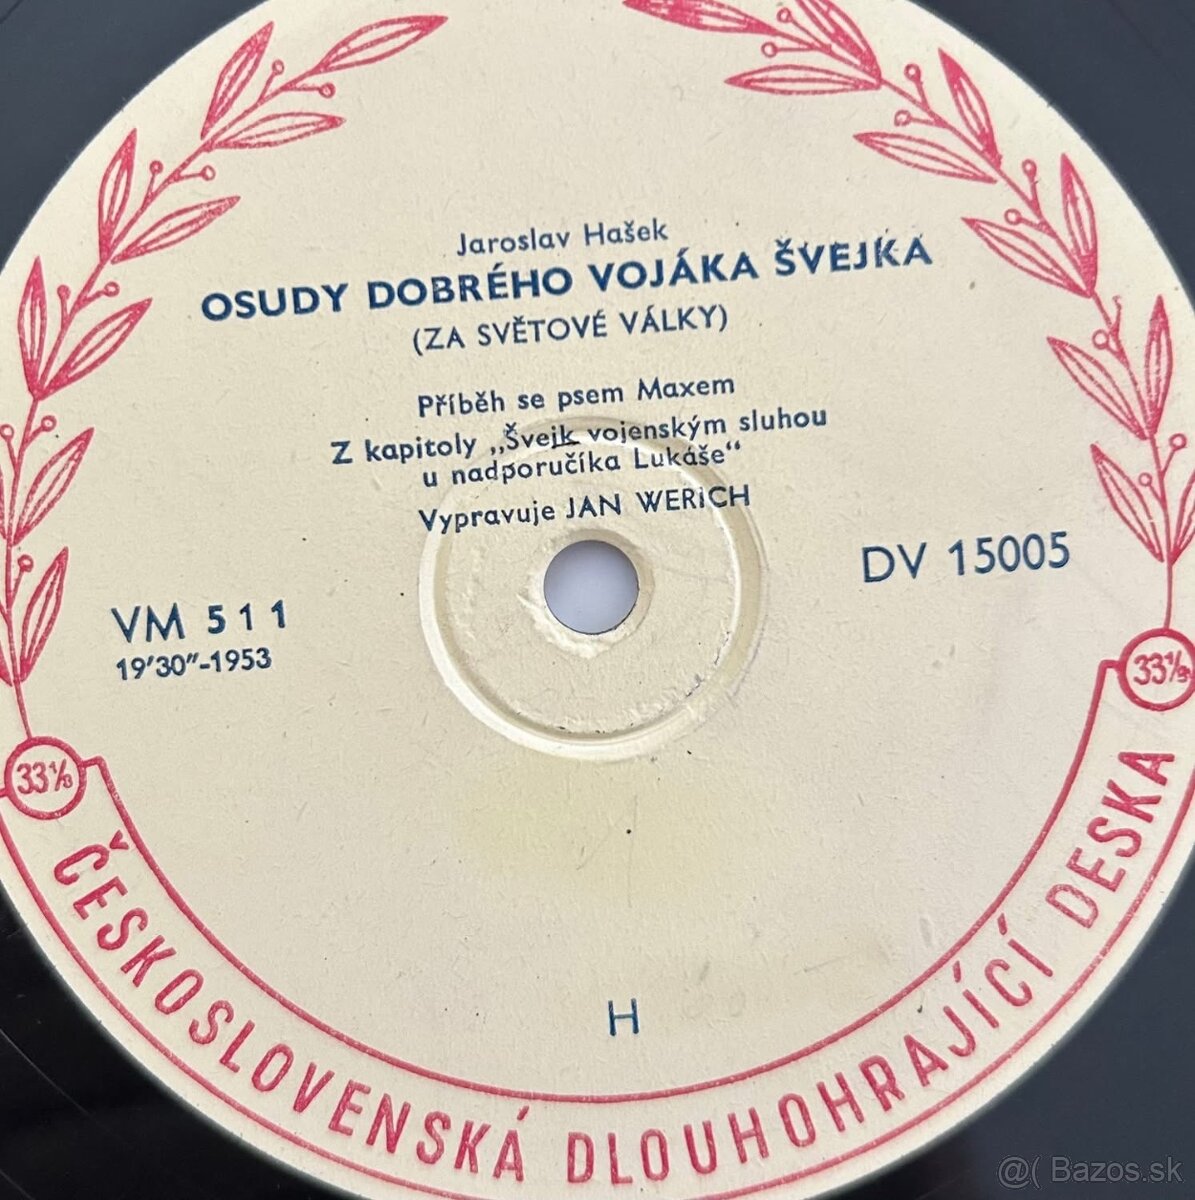 Jaroslav Hašek
OSUDY DOBRÉHO VOJÁKA ŠVEJKA
(ZA SVĚTOVÉ VÁLKY)
Příběh se psem Maxem
Z kapitoly „Švejk vojenským sluhou
u nadporučíka Lukáše“
Vypravuje JAN WERICH
DV 15005
VM 511
19'30"-1953
33⅓
33⅓
H
ČESKOSLOVENSKÁ DLOUHOHRAJÍCÍ DESKA
@( Bazos.sk